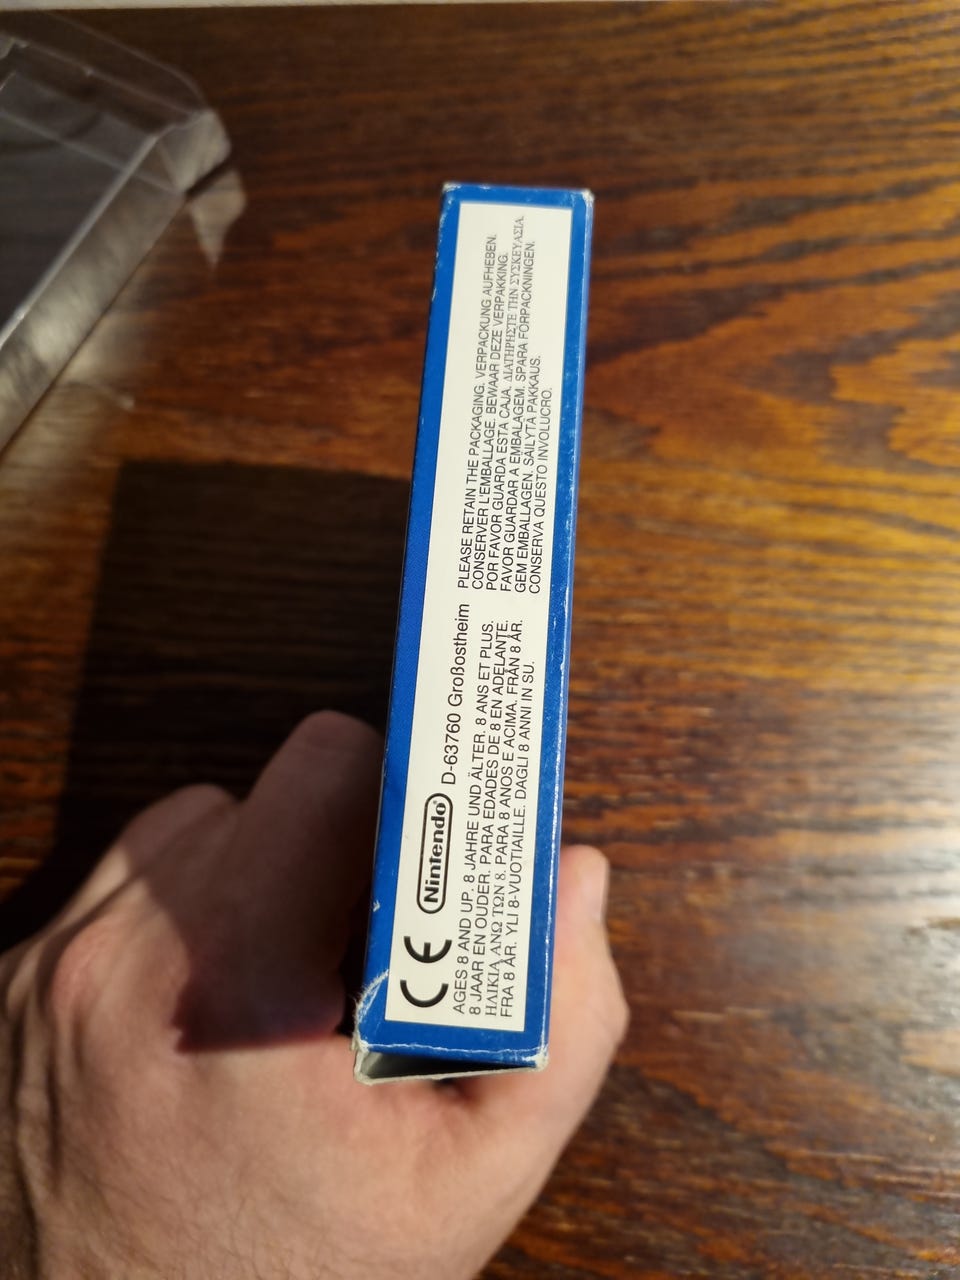 CE Nintendo® D-63760 Großostheim
AGES 8 AND UP. 8 JAHRE UND ÄLTER. 8 ANS ET PLUS.
8 JAAR EN OUDER. PARA EDADES DE 8 EN ADELANTE.
ΗΛΙΚΙΑ ΑΝΩ ΤΩΝ 8. PARA 8 ANOS E ACIMA. FRÅN 8 ÅR.
FRA 8 ÅR. YLI 8-VUOTIAILLE. DAGLI 8 ANNI IN SU.
PLEASE RETAIN THE PACKAGING. VERPACKUNG AUFHEBEN.
CONSERVER L'EMBALLAGE. BEWAAR DEZE VERPAKKING.
POR FAVOR GUARDA ESTA CAJA. ΔΙΑΤΗΡΗΣΤΕ ΤΗΝ ΣΥΣΚΕΥΑΣΙΑ.
FAVOR GUARDAR A EMBALAGEM. SPARA FÖRPACKNINGEN.
GEM EMBALLAGEN. SÄILYTÄ PAKKAUS.
CONSERVA QUESTO INVOLUCRO.